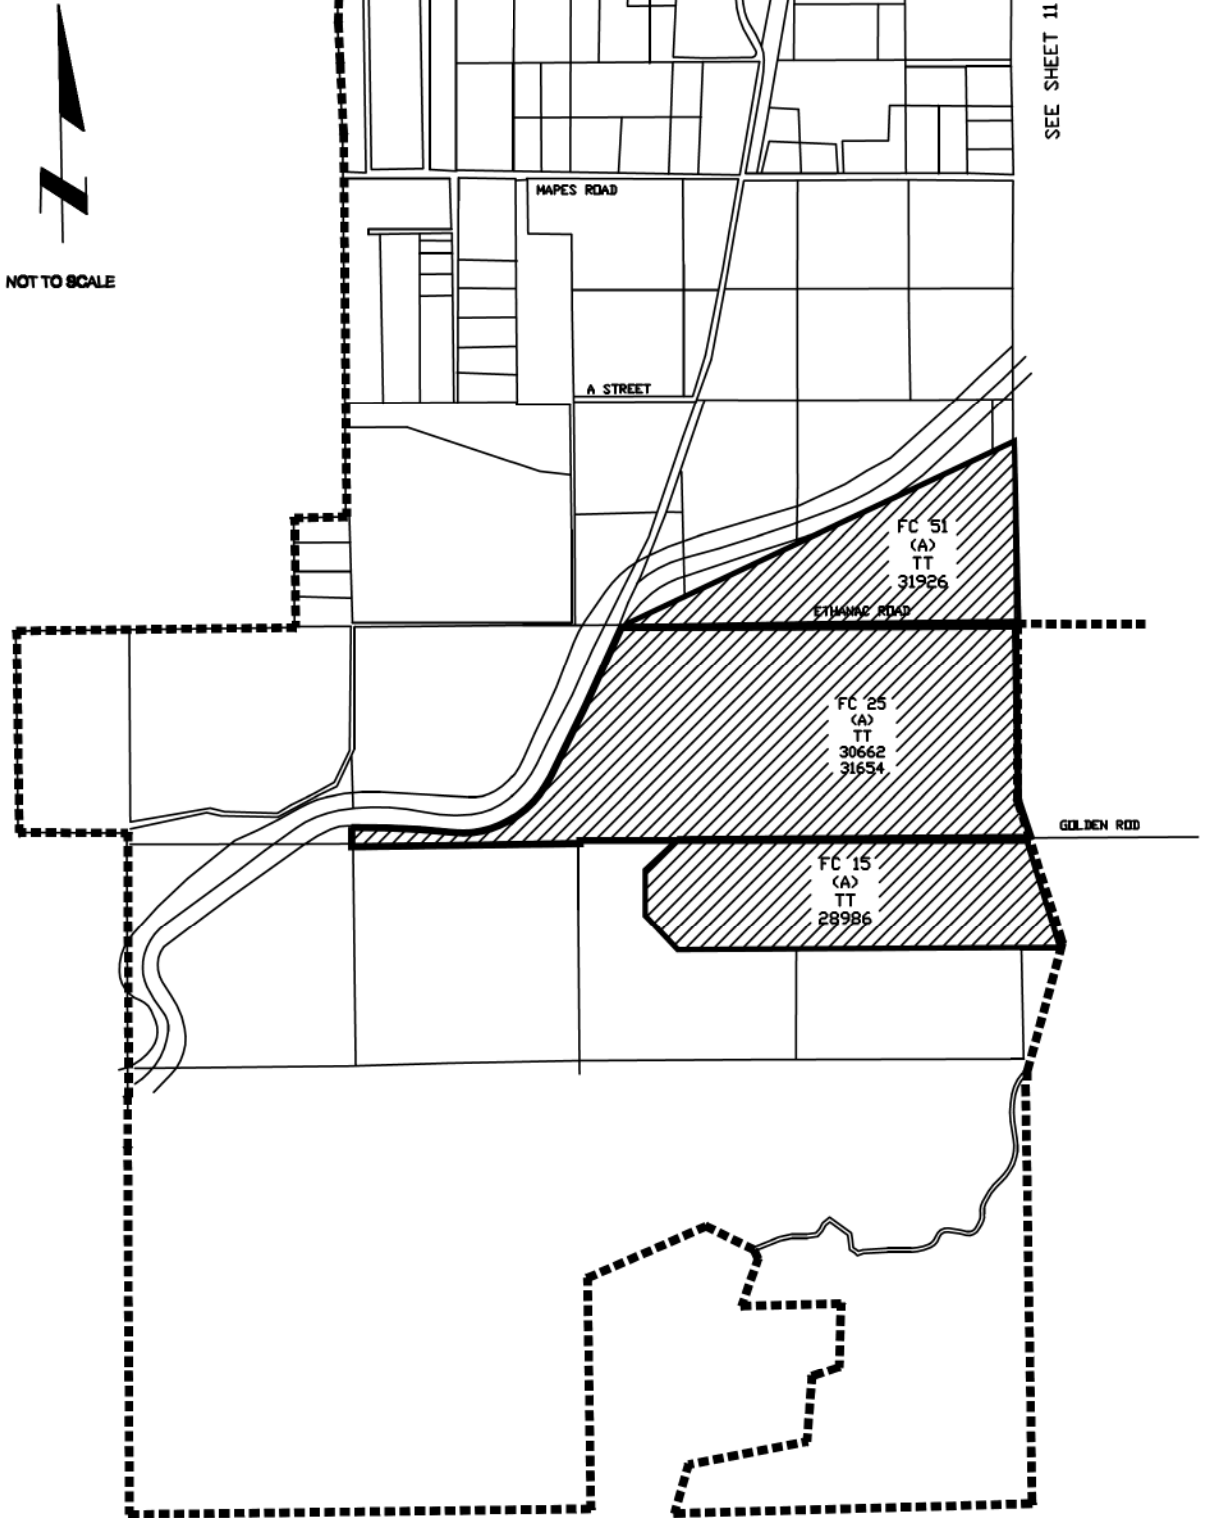 SEE SHEET 11
MAPES ROAD
N
NOT TO SCALE
A STREET
FC 51
(A)
TT
31926
ETHANAC ROAD
FC 25
(A)
TT
30662
31654
GOLDEN ROD
FC 15
(A)
TT
28986